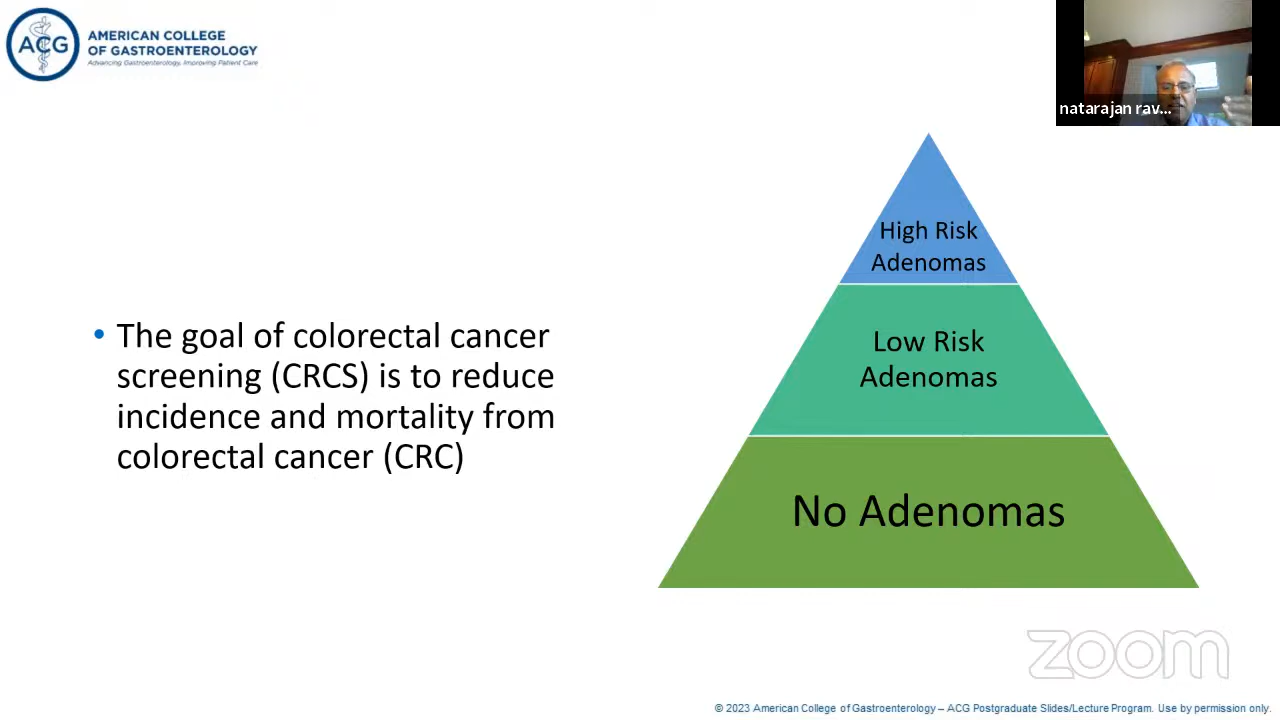 ACG
AMERICAN COLLEGE
OF GASTROENTEROLOGY
Advancing Gastroenterology, Improving Patient Care
natarajan rav...
High Risk
Adenomas
Low Risk
Adenomas
No Adenomas
• The goal of colorectal cancer
screening (CRCS) is to reduce
incidence and mortality from
colorectal cancer (CRC)
zoom
© 2023 American College of Gastroenterology – ACG Postgraduate Slides/Lecture Program. Use by permission only.